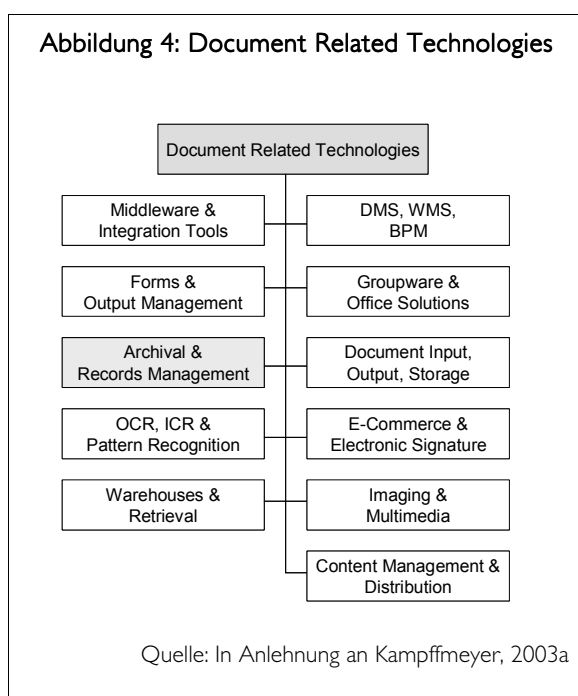 Abbildung 4: Document Related Technologies
Document Related Technologies
Middleware &
Integration Tools
DMS, WMS,
BPM
Forms &
Output Management
Groupware &
Office Solutions
Archival &
Records Management
Document Input,
Output, Storage
OCR, ICR &
Pattern Recognition
E-Commerce &
Electronic Signature
Warehouses &
Retrieval
Imaging &
Multimedia
Content Management &
Distribution
Quelle: In Anlehnung an Kampffmeyer, 2003a